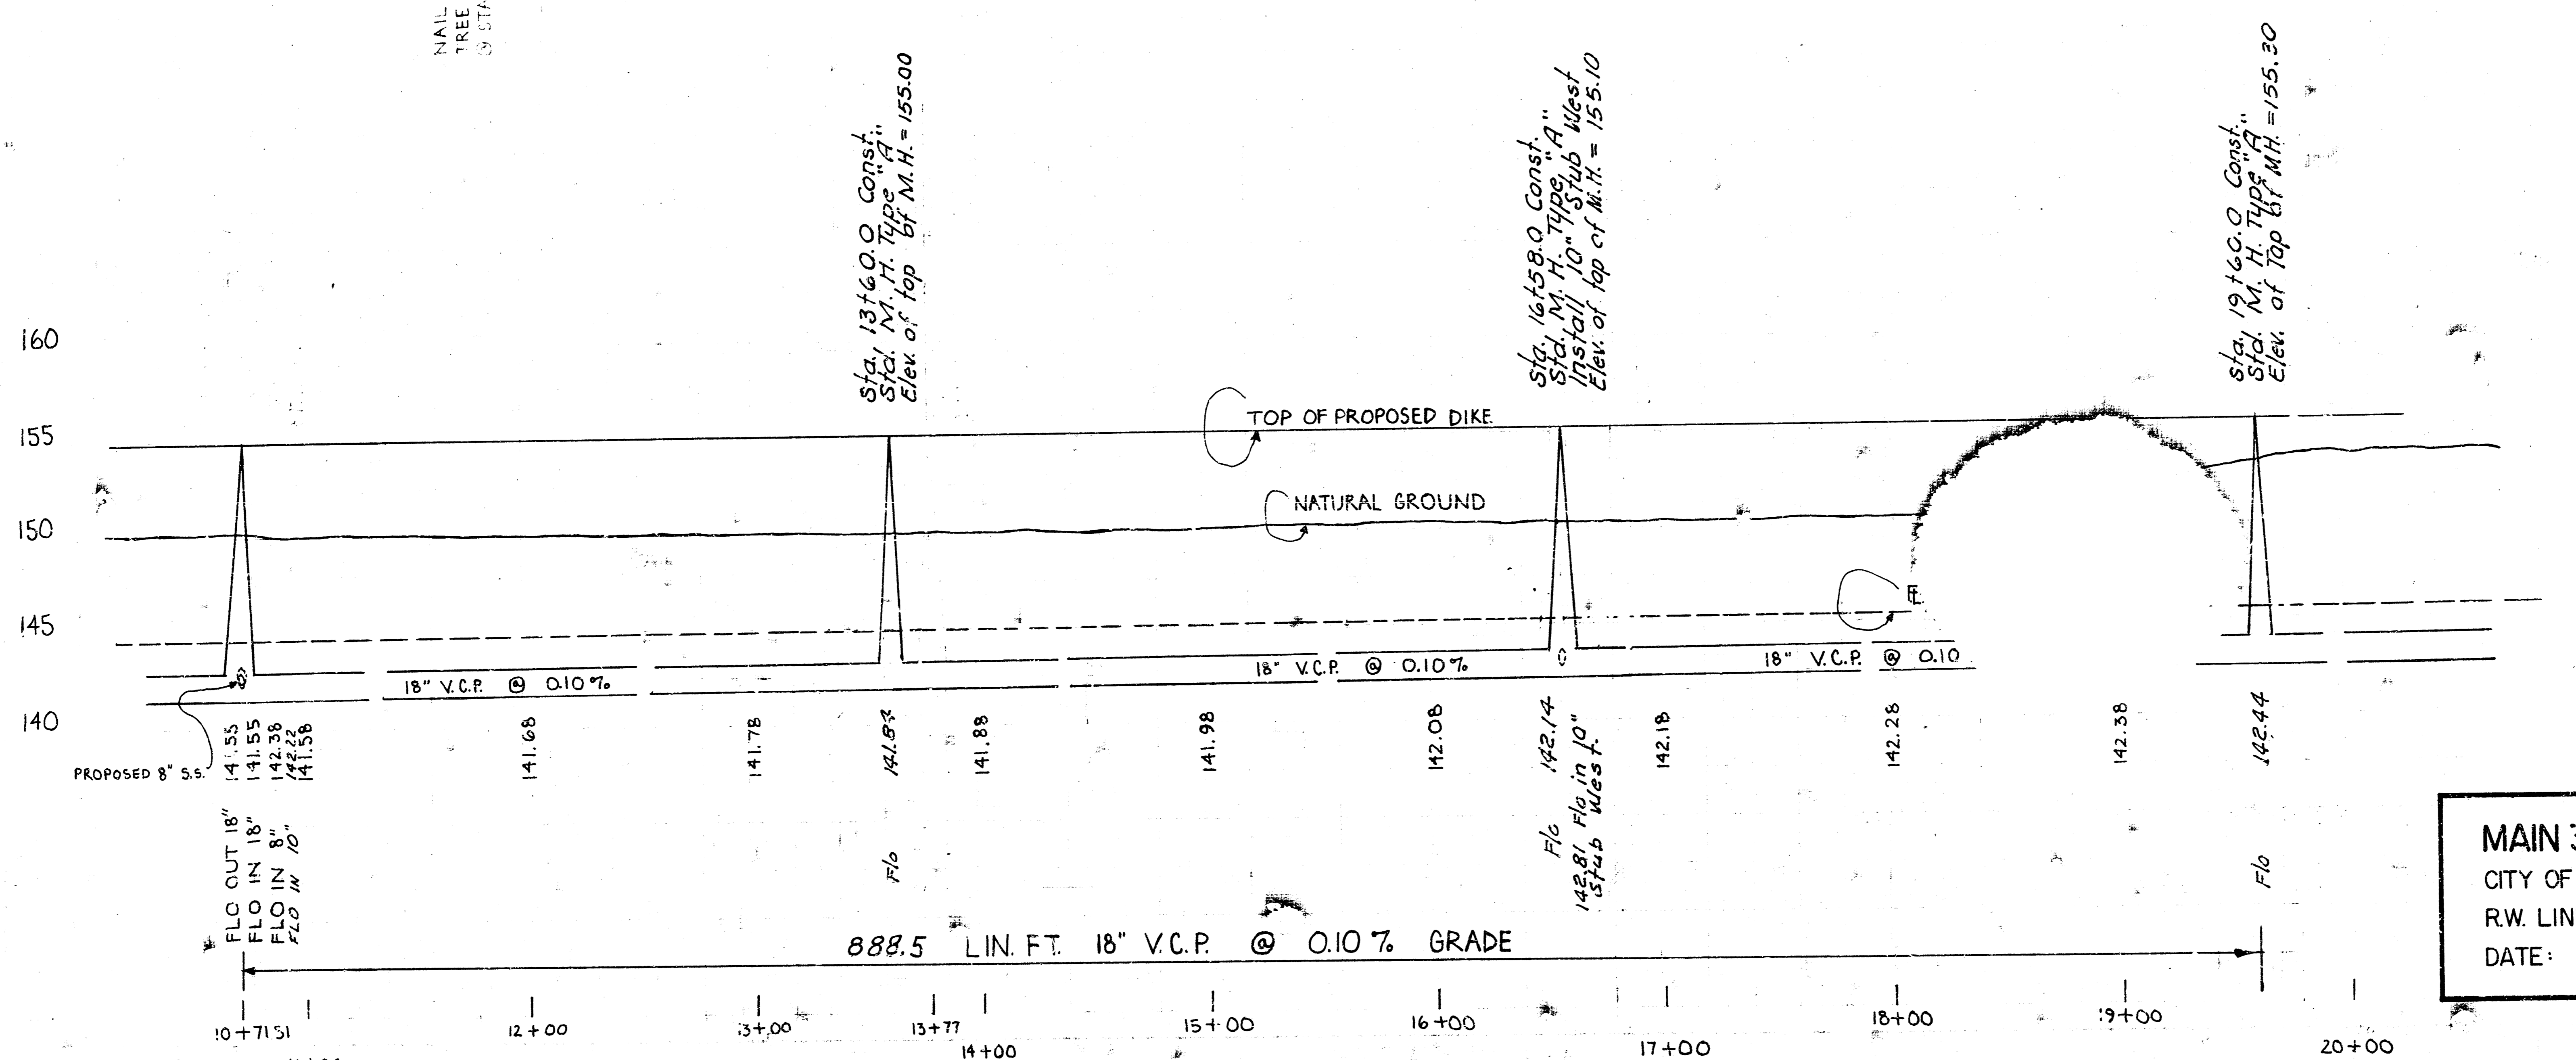 NAIL
TREE
@ STA
Sta. 13+60.0 Const.
Std. M. H. Type "A"
Elev. of top of M.H. = 155.00
Sta. 16+58.0 Const.
Std. M. H. Type "A"
Install 10" Stub West
Elev. of top of M.H. = 155.10
Sta. 19+60.0 Const.
Std. M. H. Type "A"
Elev. of Top of M.H. = 155.30
160
155
150
145
140
TOP OF PROPOSED DIKE
NATURAL GROUND
18" V.C.P. @ 0.10%
18" V.C.P. @ 0.10%
18" V.C.P. @ 0.10
PROPOSED 8" S.S.
FLO OUT 18" 141.55
FLO IN 18" 141.55
FLO IN 8" 142.38
FLO IN 10" 142.22
141.58
141.68
141.78
Flo
141.88
141.98
142.08
Flo 142.14
142.81 Flo in 10"
Stub West.
142.18
142.28
142.38
Flo 142.44
888.5 LIN. FT. 18" V.C.P. @ 0.10% GRADE
10+71.51
12+00
13+00
13+77
14+00
15+00
16+00
17+00
18+00
19+00
20+00
MAIN 3
CITY OF
R.W. LIN
DATE: